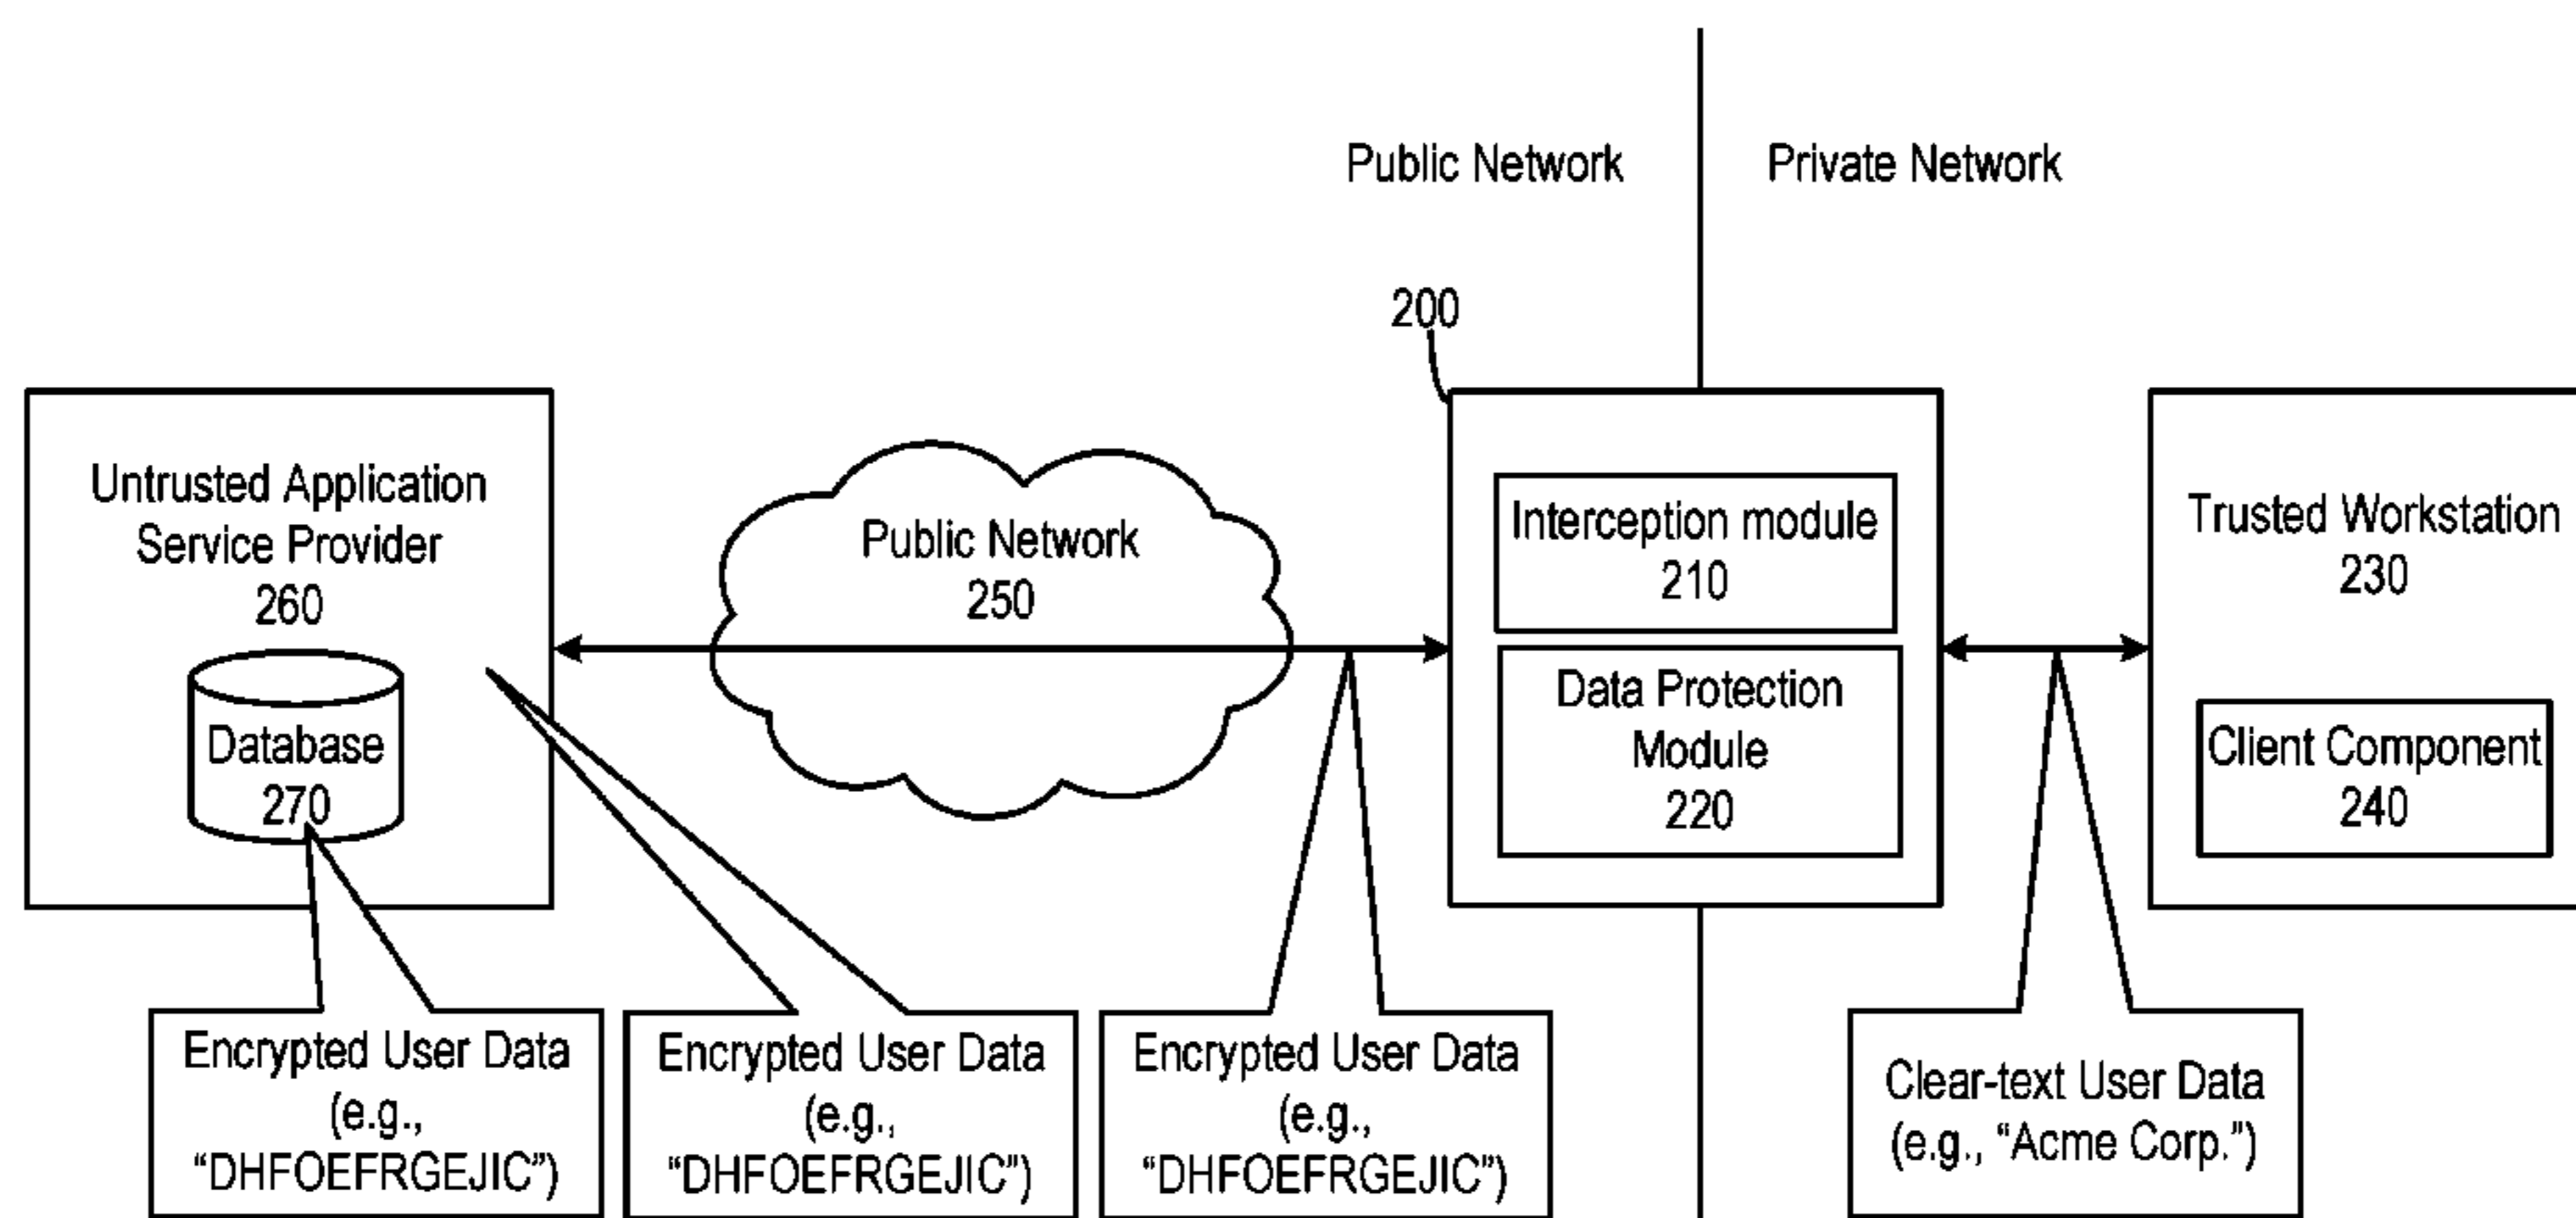 Public Network
Private Network
200
Untrusted Application
Service Provider
260
Database
270
Public Network
250
Interception module
210
Data Protection
Module
220
Trusted Workstation
230
Client Component
240
Encrypted User Data
(e.g.,
“DHFOEFRGEJIC”)
Encrypted User Data
(e.g.,
“DHFOEFRGEJIC”)
Encrypted User Data
(e.g.,
“DHFOEFRGEJIC”)
Clear-text User Data
(e.g., “Acme Corp.”)